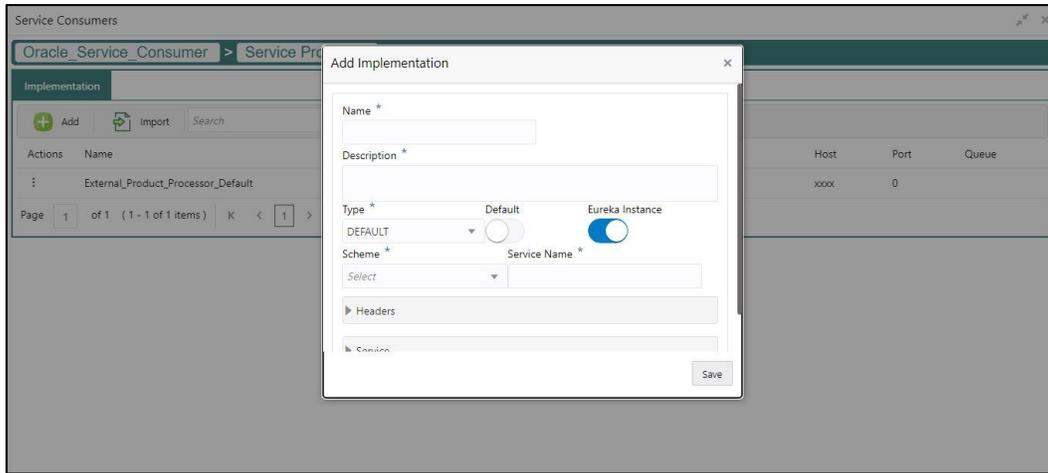 Service Consumers
Oracle_Service_Consumer > Service Pro
Implementation
Add Import Search
Actions Name Host Port Queue
External_Product_Processor_Default xxxx 0
Page 1 of 1 (1 - 1 of 1 items) K < 1 >
Add Implementation ×
Name *
Description *
Type * Default Eureka Instance
DEFAULT
Scheme * Service Name *
Select
Headers
Service
Save